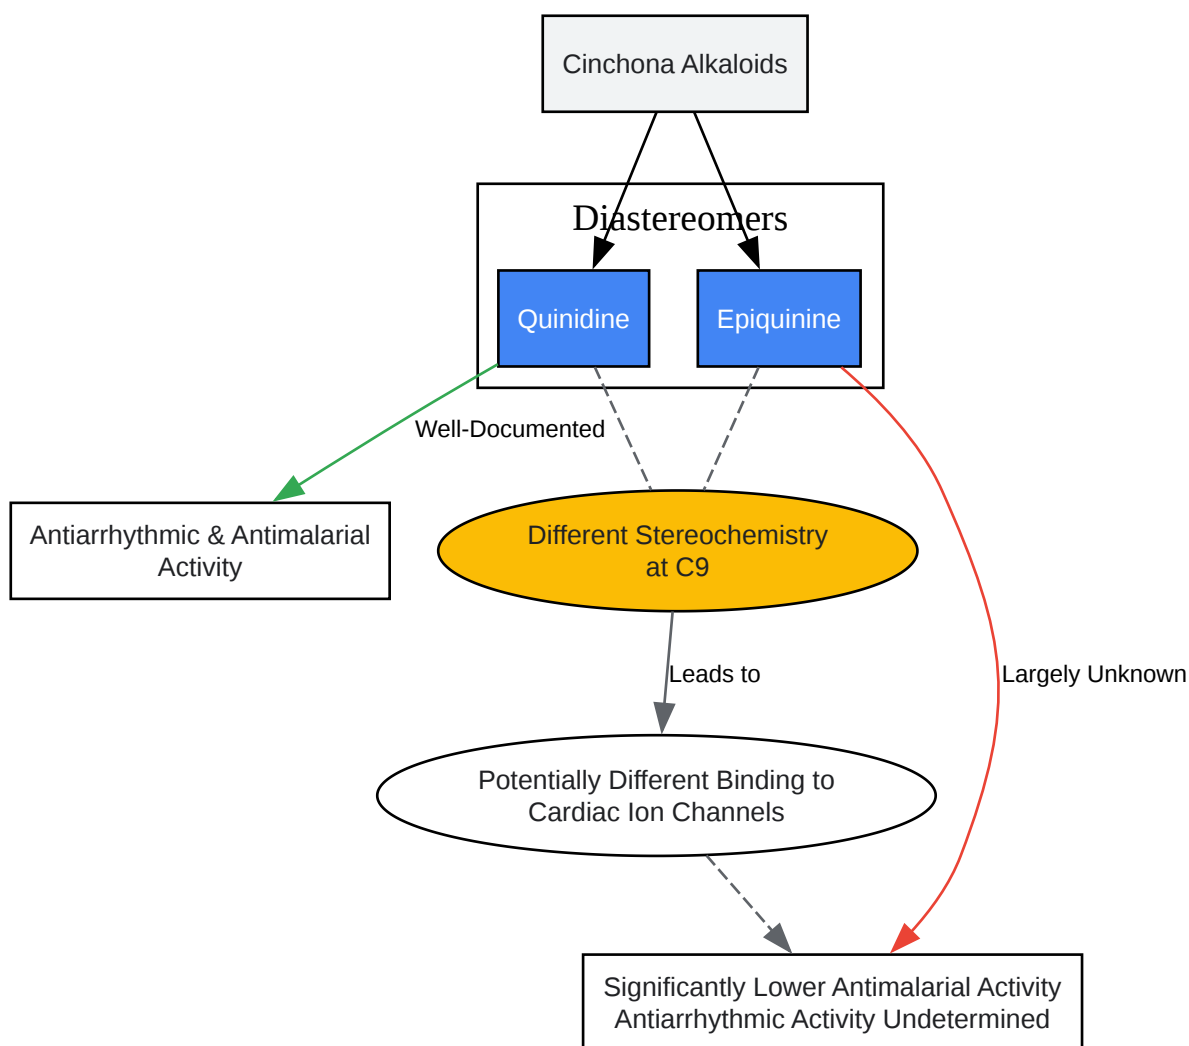 Cinchona Alkaloids
Diastereomers
Quinidine
Epiquinine
Well-Documented
Antiarrhythmic & Antimalarial
Activity
Different Stereochemistry
at C9
Leads to
Largely Unknown
Potentially Different Binding to
Cardiac Ion Channels
Significantly Lower Antimalarial Activity
Antiarrhythmic Activity Undetermined